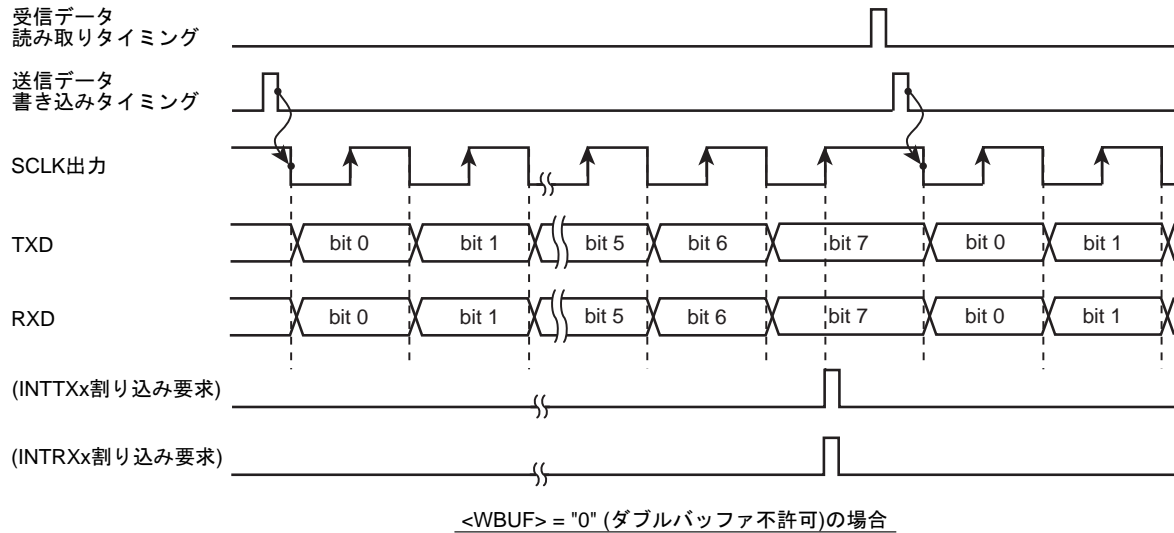 受信データ
読み取りタイミング
送信データ
書き込みタイミング
SCLK出力
TXD
bit 0 bit 1 bit 5 bit 6 bit 7 bit 0 bit 1
RXD
bit 0 bit 1 bit 5 bit 6 bit 7 bit 0 bit 1
(INTTXx割り込み要求)
(INTRXx割り込み要求)
<WBUF> = "0" (ダブルバッファ不許可)の場合